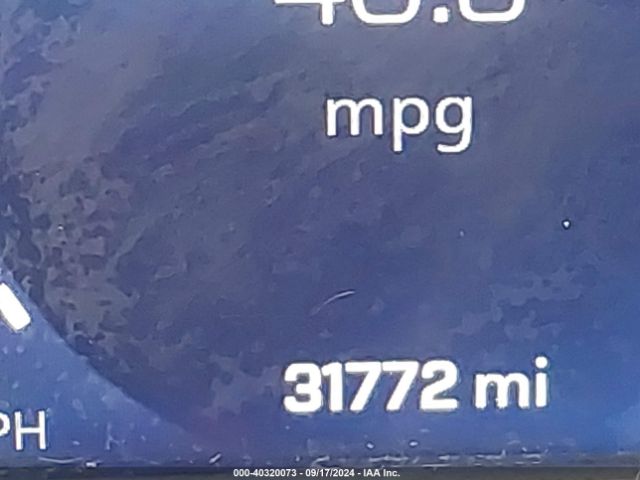 mpg
31772 mi
PH
000-40320073 - 09/17/2024 - IAA Inc.